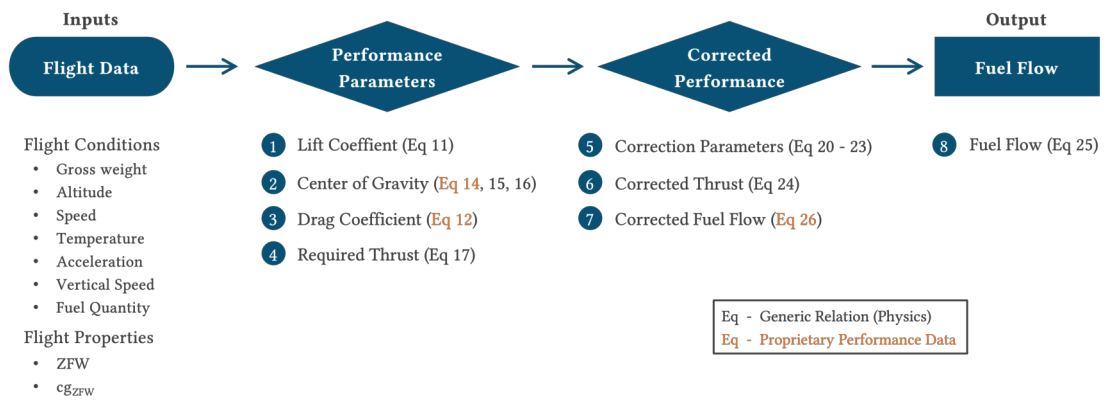 Inputs
Flight Data
Performance
Parameters
Corrected
Performance
Output
Fuel Flow
Flight Conditions
• Gross weight
• Altitude
• Speed
• Temperature
• Acceleration
• Vertical Speed
• Fuel Quantity
Flight Properties
• ZFW
• cgZFW
1 Lift Coeffient (Eq 11)
2 Center of Gravity (Eq 14, 15, 16)
3 Drag Coefficient (Eq 12)
4 Required Thrust (Eq 17)
5 Correction Parameters (Eq 20 - 23)
6 Corrected Thrust (Eq 24)
7 Corrected Fuel Flow (Eq 26)
8 Fuel Flow (Eq 25)
Eq - Generic Relation (Physics)
Eq - Proprietary Performance Data